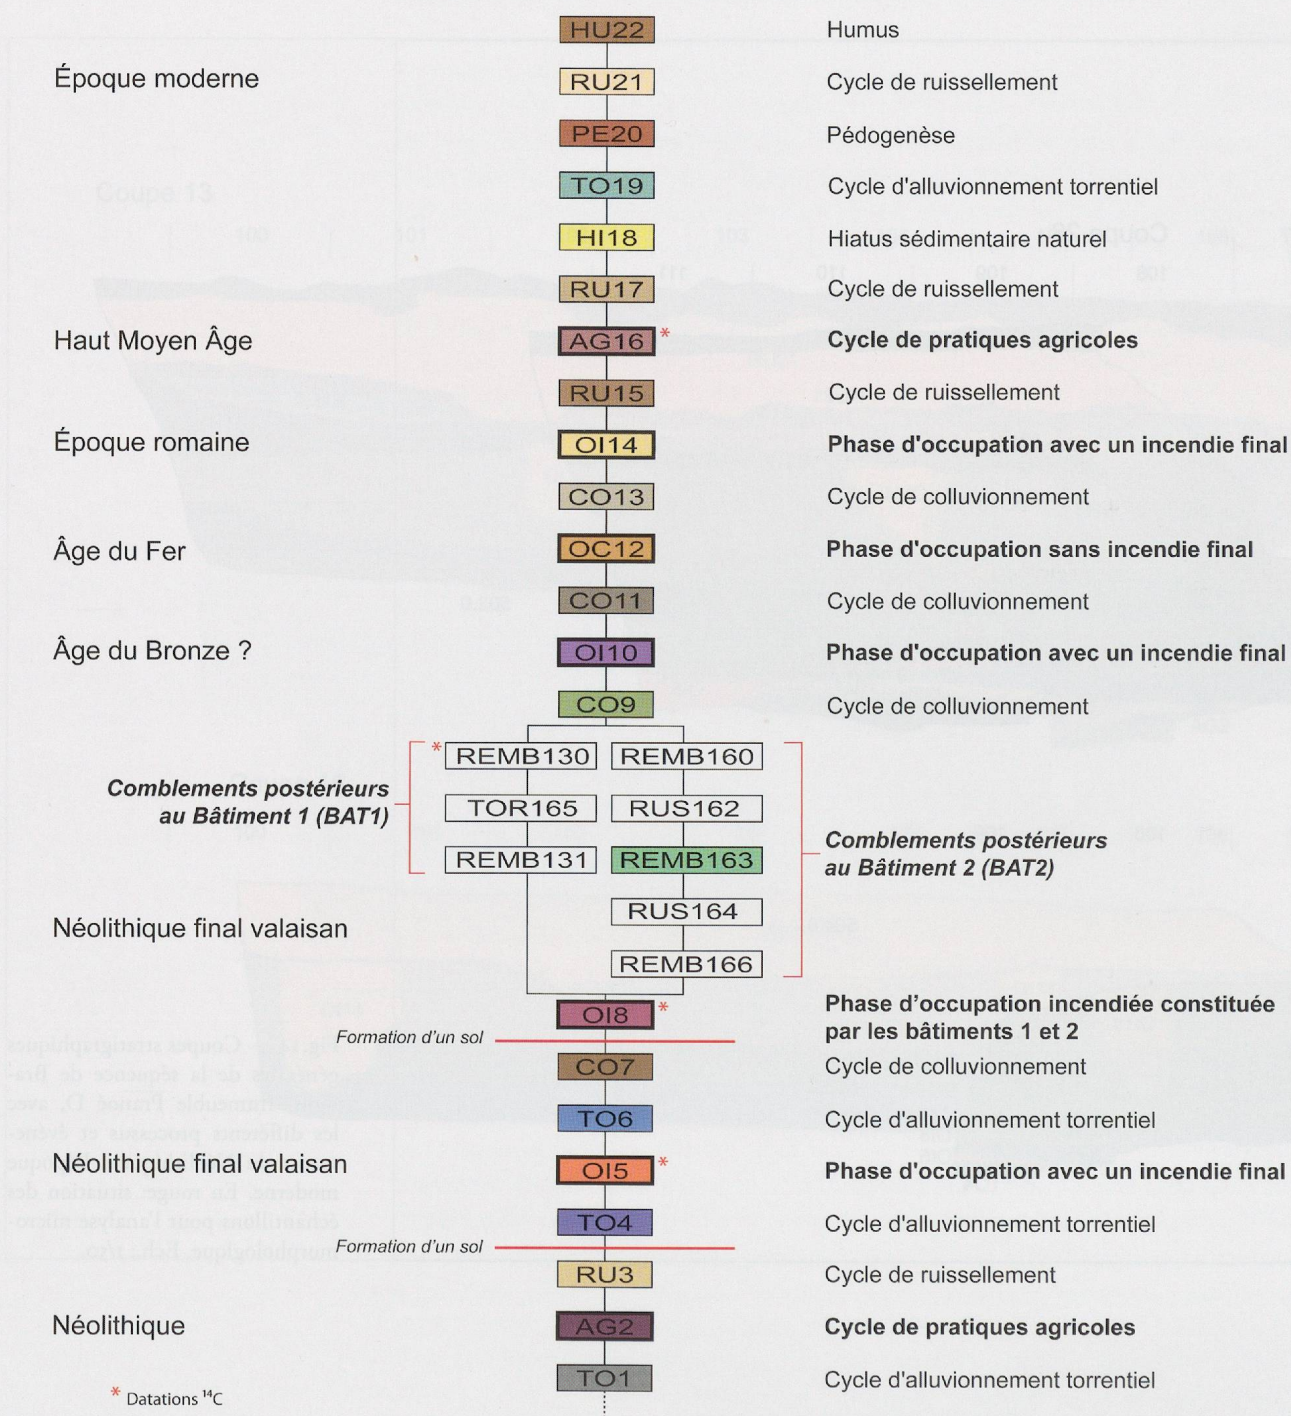 HU22 Humus
Époque moderne RU21 Cycle de ruissellement
PE20 Pédogenèse
TO19 Cycle d'alluvionnement torrentiel
HI18 Hiatus sédimentaire naturel
RU17 Cycle de ruissellement
Haut Moyen Âge AG16 * Cycle de pratiques agricoles
RU15 Cycle de ruissellement
Époque romaine OI14 Phase d'occupation avec un incendie final
CO13 Cycle de colluvionnement
Âge du Fer OC12 Phase d'occupation sans incendie final
CO11 Cycle de colluvionnement
Âge du Bronze ? OI10 Phase d'occupation avec un incendie final
CO9 Cycle de colluvionnement
* REMB130 REMB160
Comblements postérieurs
au Bâtiment 1 (BAT1)
TOR165 RUS162
REMB131 REMB163
Comblements postérieurs
au Bâtiment 2 (BAT2)
RUS164
Néolithique final valaisan
REMB166
OI8 * Phase d’occupation incendiée constituée
par les bâtiments 1 et 2
Formation d’un sol
CO7 Cycle de colluvionnement
TO6 Cycle d'alluvionnement torrentiel
Néolithique final valaisan OI5 * Phase d'occupation avec un incendie final
TO4 Cycle d'alluvionnement torrentiel
Formation d’un sol
RU3 Cycle de ruissellement
Néolithique AG2 Cycle de pratiques agricoles
TO1 Cycle d'alluvionnement torrentiel
* Datations ¹⁴C